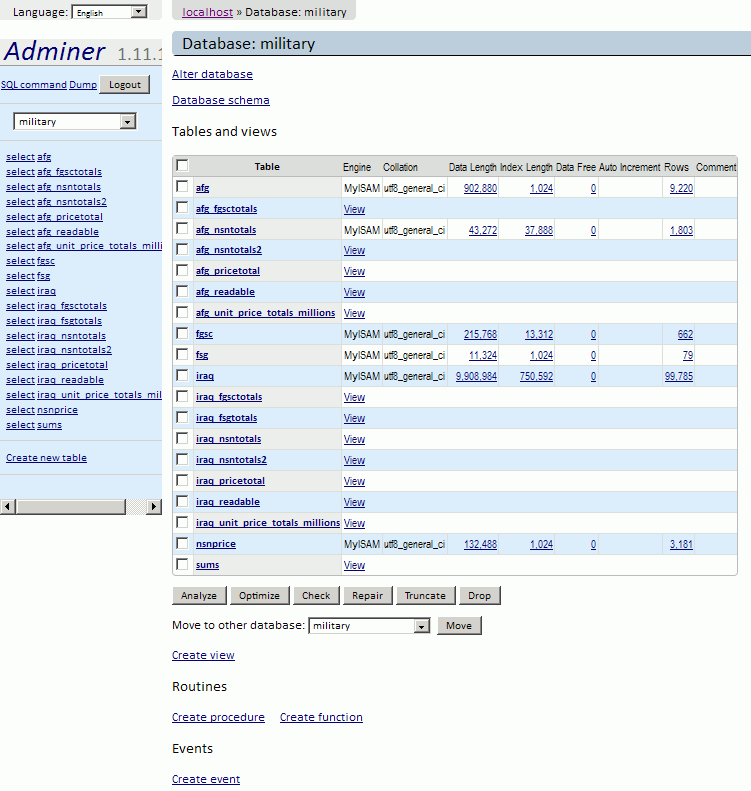 Language: English
localhost » Database: military
Adminer 1.11.1
Database: military
SQL command Dump Logout
Alter database
military
Database schema
Tables and views
select afg
select afg_fgsctotals
select afg_nsntotals
select afg_nsntotals2
select afg_pricetotal
select afg_readable
select afg_unit_price_totals_milli
select fgsc
select fsg
select iraq
select iraq_fgsctotals
select iraq_fsgtotals
select iraq_nsntotals
select iraq_nsntotals2
select iraq_pricetotal
select iraq_readable
select iraq_unit_price_totals_mil
select nsnprice
select sums
Create new table
Table Engine Collation Data Length Index Length Data Free Auto Increment Rows Comment
afg MyISAM utf8_general_ci 902,880 1,024 0 9,220
afg_fgsctotals View
afg_nsntotals MyISAM utf8_general_ci 43,272 37,888 0 1,803
afg_nsntotals2 View
afg_pricetotal View
afg_readable View
afg_unit_price_totals_millions View
fgsc MyISAM utf8_general_ci 215,768 13,312 0 662
fsg MyISAM utf8_general_ci 11,324 1,024 0 79
iraq MyISAM utf8_general_ci 9,908,984 750,592 0 99,785
iraq_fgsctotals View
iraq_fsgtotals View
iraq_nsntotals View
iraq_nsntotals2 View
iraq_pricetotal View
iraq_readable View
iraq_unit_price_totals_millions View
nsnprice MyISAM utf8_general_ci 132,488 1,024 0 3,181
sums View
Analyze Optimize Check Repair Truncate Drop
Move to other database: military Move
Create view
Routines
Create procedure Create function
Events
Create event